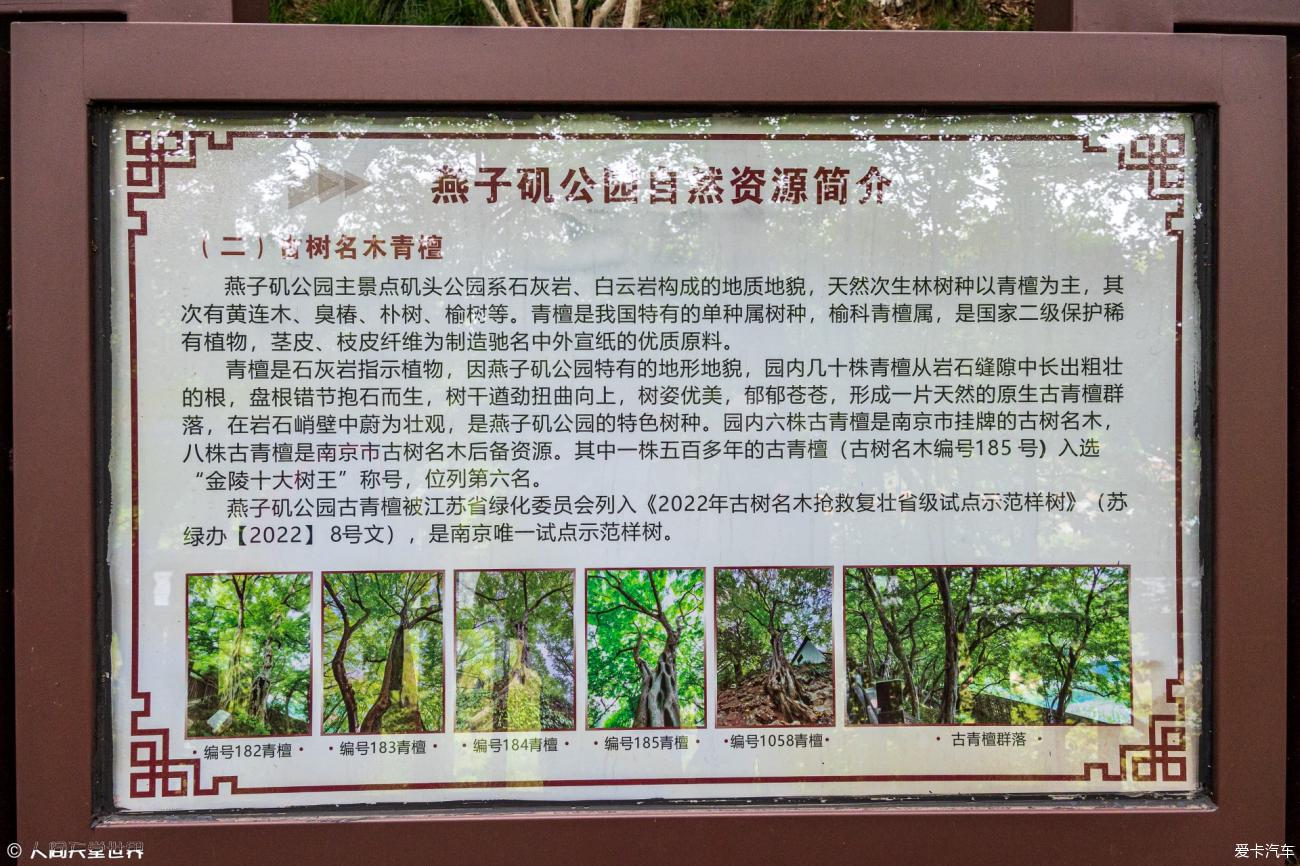 燕子矶公园自然资源简介
（二）古树名木青檀
燕子矶公园主景点矶头公园系石灰岩、白云岩构成的地质地貌，天然次生林树种以青檀为主，其
次有黄连木、臭椿、朴树、榆树等。青檀是我国特有的单种属树种，榆科青檀属，是国家二级保护稀
有植物，茎皮、枝皮纤维为制造驰名中外宣纸的优质原料。
青檀是石灰岩指示植物，因燕子矶公园特有的地形地貌，园内几十株青檀从岩石缝隙中长出粗壮
的根，盘根错节抱石而生，树干遒劲扭曲向上，树姿优美，郁郁苍苍，形成一片天然的原生古青檀群
落，在岩石峭壁中蔚为壮观，是燕子矶公园的特色树种。园内六株古青檀是南京市挂牌的古树名木，
八株古青檀是南京市古树名木后备资源。其中一株五百多年的古青檀（古树名木编号185 号）入选
“金陵十大树王”称号，位列第六名。
燕子矶公园古青檀被江苏省绿化委员会列入《2022年古树名木抢救复壮省级试点示范样树》（苏
绿办【2022】 8号文），是南京唯一试点示范样树。
·编号182青檀· ·编号183青檀· ·编号184青檀· ·编号185青檀· ·编号1058青檀· ·古青檀群落·
© 人间天堂世界
爱卡汽车